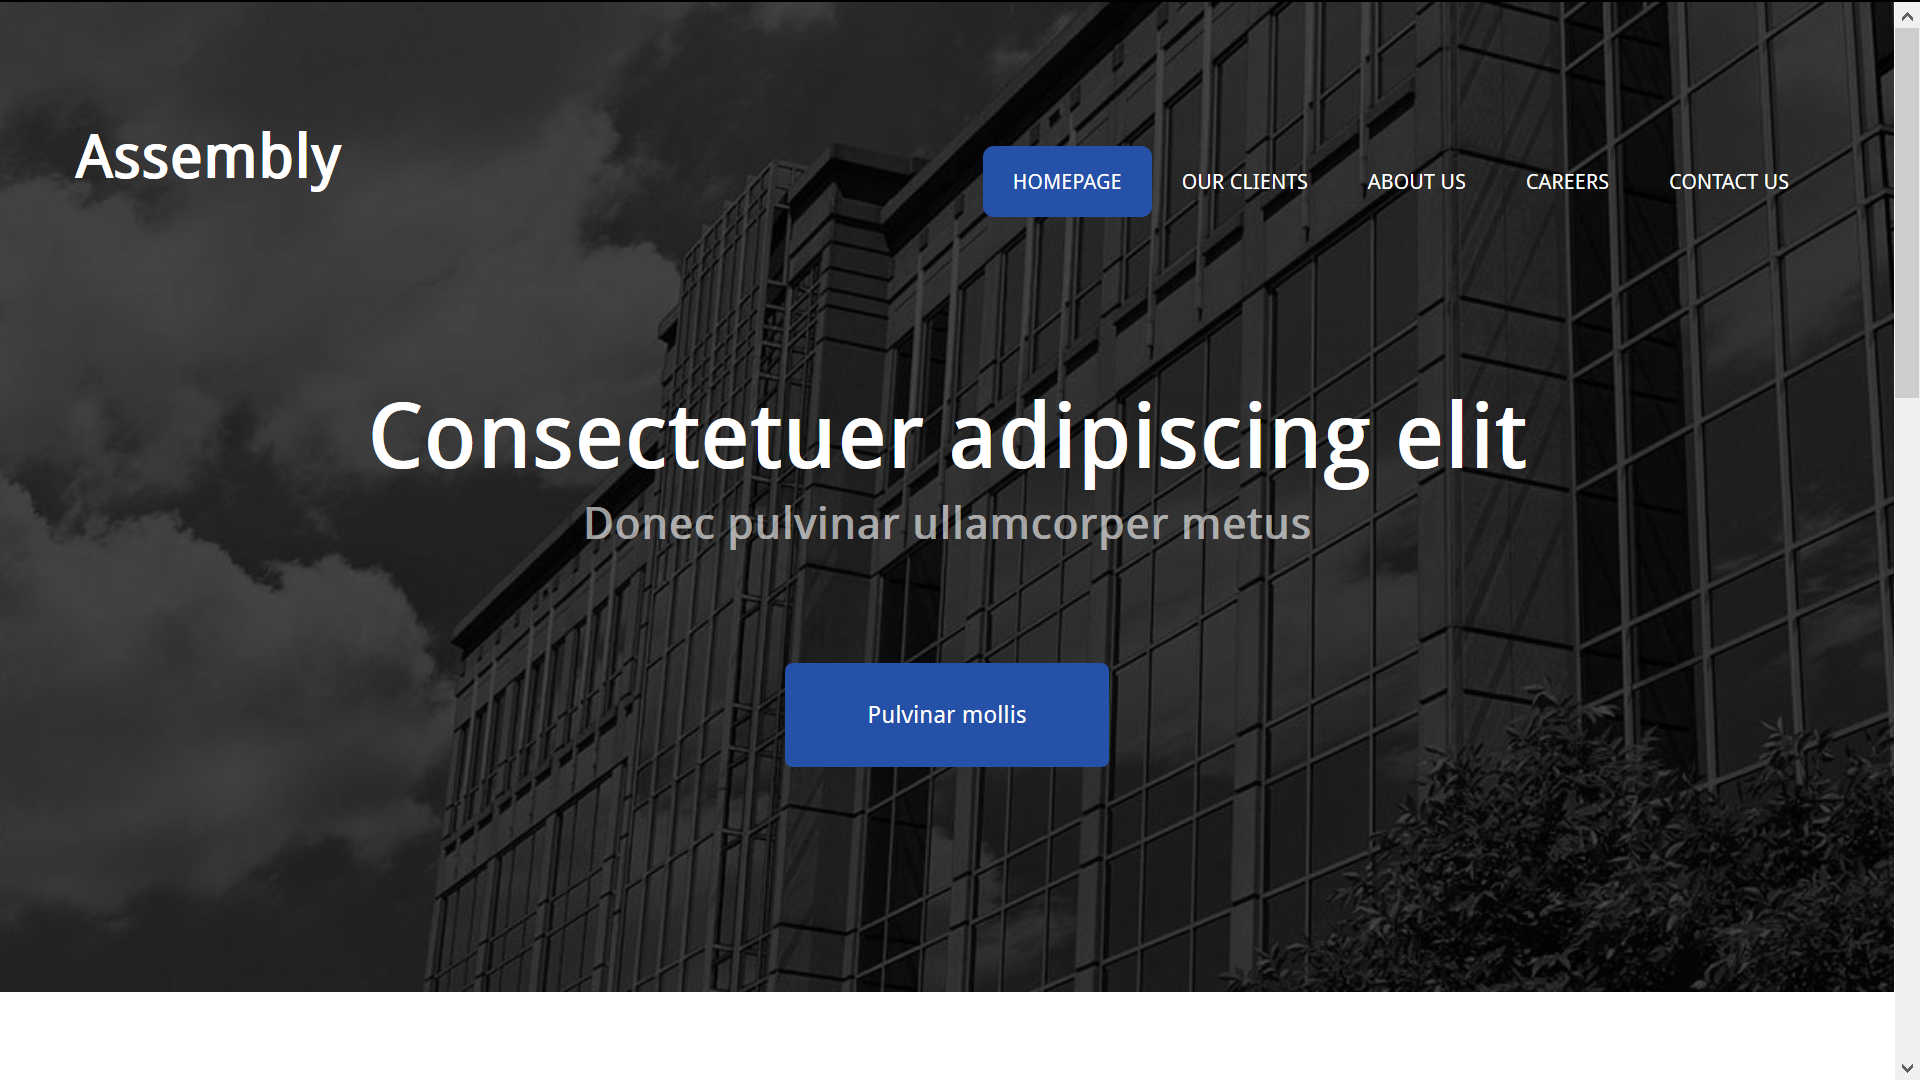 Assembly
HOMEPAGE OUR CLIENTS ABOUT US CAREERS CONTACT US
Consectetuer adipiscing elit
Donec pulvinar ullamcorper metus
Pulvinar mollis